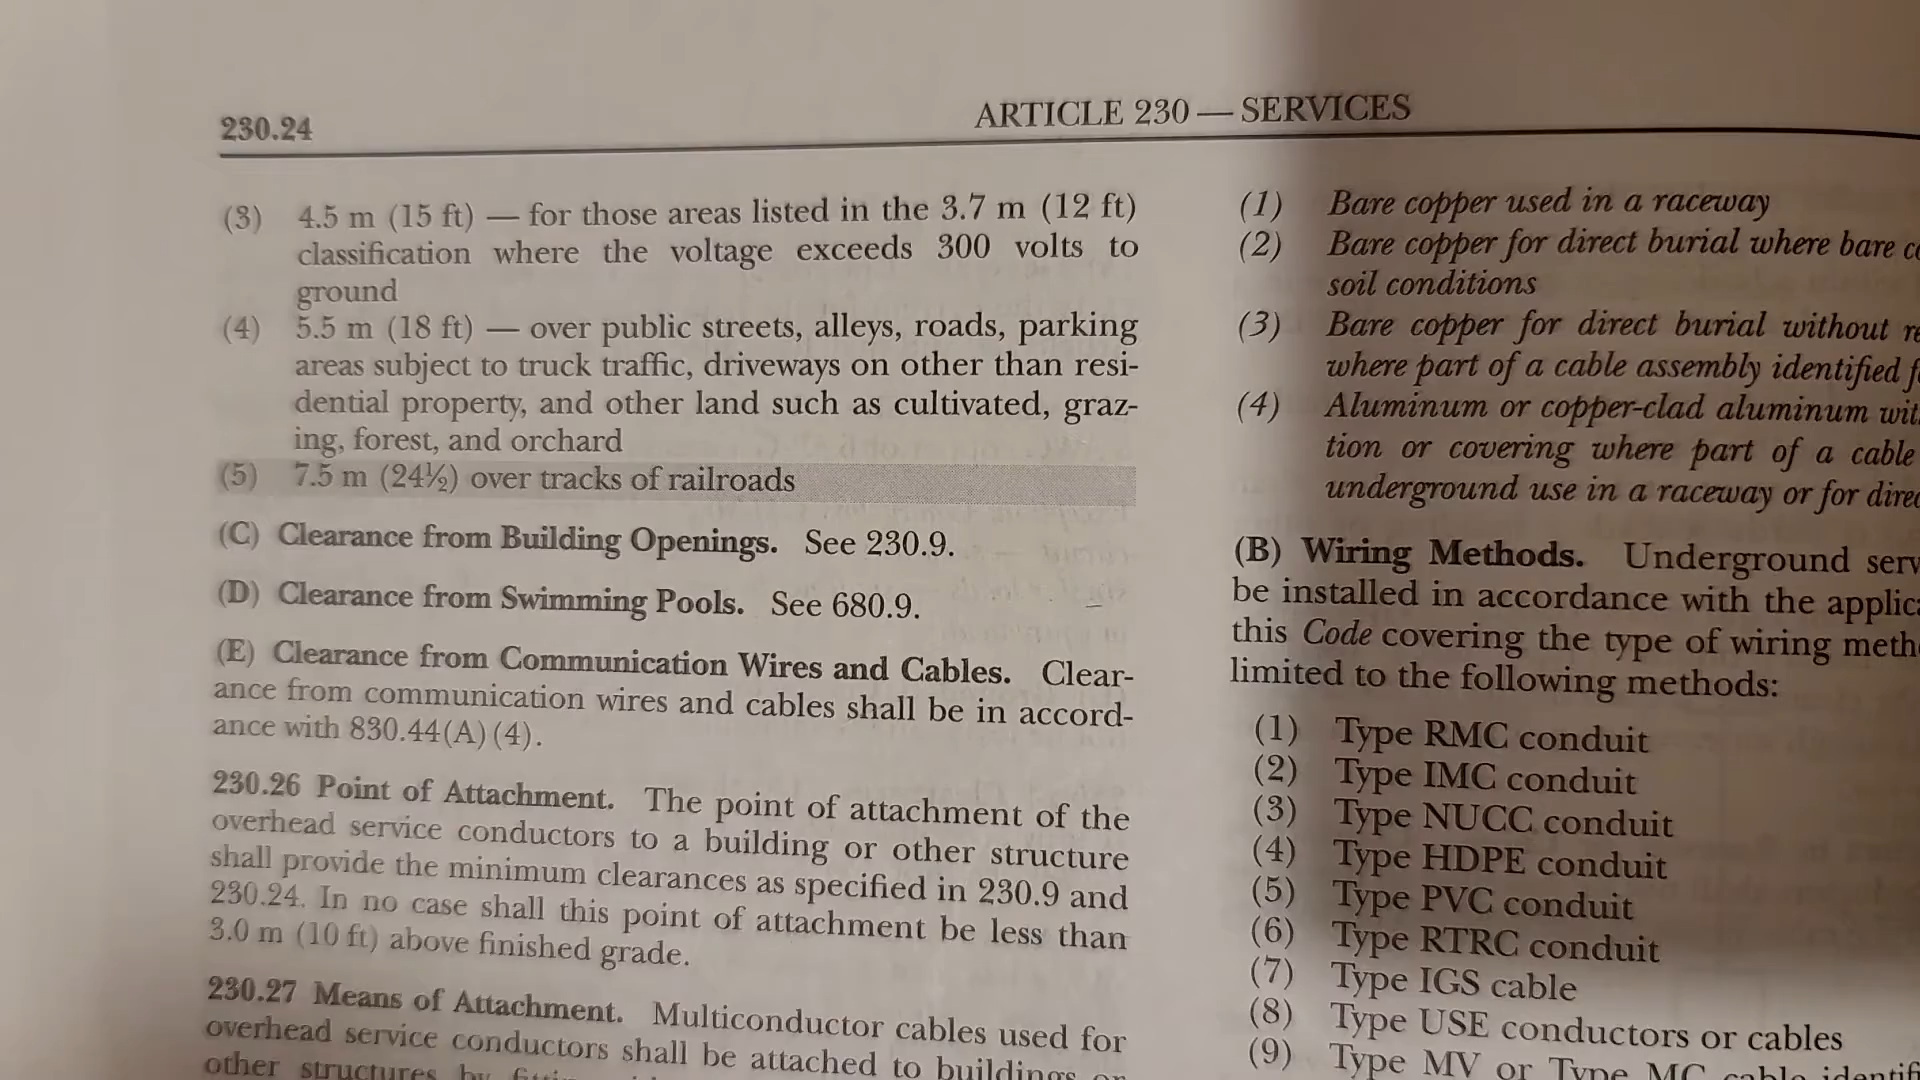 230.24
ARTICLE 230 — SERVICES
(3) 4.5 m (15 ft) — for those areas listed in the 3.7 m (12 ft)
classification where the voltage exceeds 300 volts to
ground
(4) 5.5 m (18 ft) — over public streets, alleys, roads, parking
areas subject to truck traffic, driveways on other than resi-
dential property, and other land such as cultivated, graz-
ing, forest, and orchard
(5) 7.5 m (24½) over tracks of railroads
(C) Clearance from Building Openings. See 230.9.
(D) Clearance from Swimming Pools. See 680.9.
(E) Clearance from Communication Wires and Cables. Clear-
ance from communication wires and cables shall be in accord-
ance with 830.44(A)(4).
230.26 Point of Attachment. The point of attachment of the
overhead service conductors to a building or other structure
shall provide the minimum clearances as specified in 230.9 and
230.24. In no case shall this point of attachment be less than
3.0 m (10 ft) above finished grade.
230.27 Means of Attachment. Multiconductor cables used for
overhead service conductors shall be attached to buildings or
other structures by
(1) Bare copper used in a raceway
(2) Bare copper for direct burial where bare
soil conditions
(3) Bare copper for direct burial without
where part of a cable assembly identified
(4) Aluminum or copper-clad aluminum
tion or covering where part of a cable
underground use in a raceway or for
(B) Wiring Methods. Underground
be installed in accordance with the
this Code covering the type of wiring
limited to the following methods:
(1) Type RMC conduit
(2) Type IMC conduit
(3) Type NUCC conduit
(4) Type HDPE conduit
(5) Type PVC conduit
(6) Type RTRC conduit
(7) Type IGS cable
(8) Type USE conductors or cables
(9) Type MV or Type MC cable